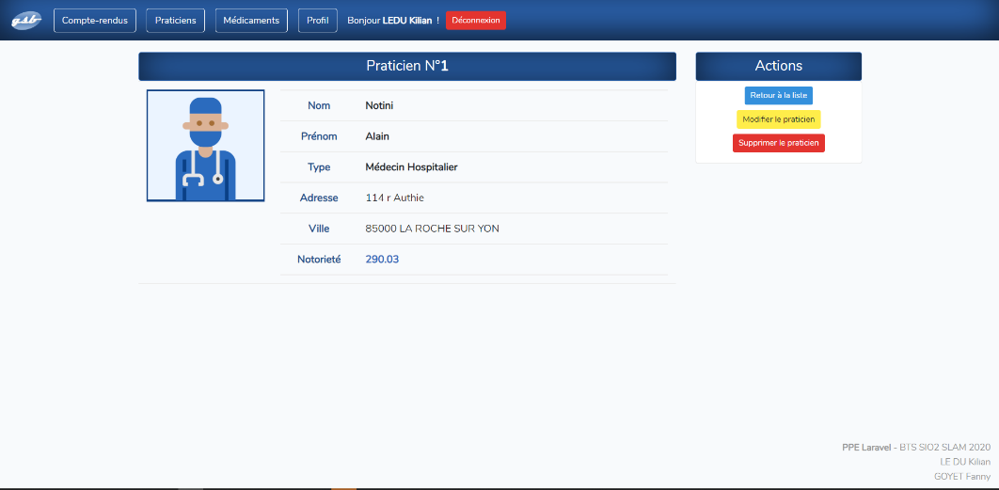 gsb Compte-rendus Praticiens Médicaments Profil Bonjour LEDU Kilian ! Déconnexion
Praticien N°1
Nom Notini
Prénom Alain
Type Médecin Hospitalier
Adresse 114 r Authie
Ville 85000 LA ROCHE SUR YON
Notorieté 290.03
Actions
Retour à la liste
Modifier le praticien
Supprimer le praticien
PPE Laravel - BTS SIO2 SLAM 2020
LE DU Kilian
GOYET Fanny